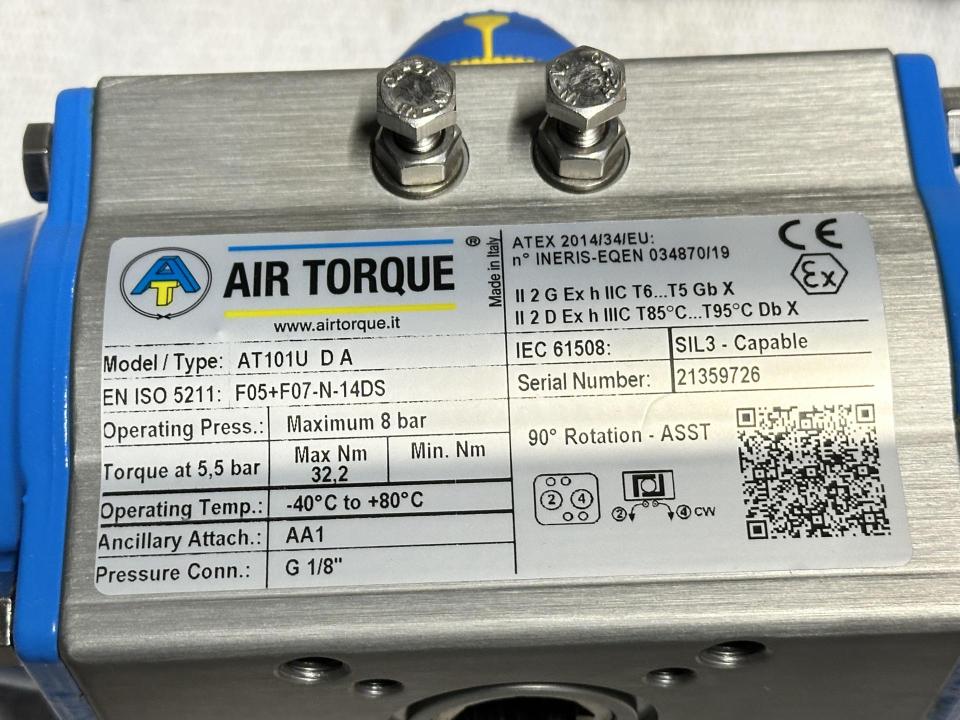 AT
AIR TORQUE ®
www.airtorque.it
Made in Italy
ATEX 2014/34/EU:
n° INERIS-EQEN 034870/19
CE
Ex
II 2 G Ex h IIC T6...T5 Gb X
II 2 D Ex h IIIC T85°C...T95°C Db X
Model / Type: AT101U D A
EN ISO 5211: F05+F07-N-14DS
Operating Press.: Maximum 8 bar
Torque at 5,5 bar Max Nm 32,2 Min. Nm
Operating Temp.: -40°C to +80°C
Ancillary Attach.: AA1
Pressure Conn.: G 1/8"
IEC 61508: SIL3 - Capable
Serial Number: 21359726
90° Rotation - ASST
2 4
2 4 CW